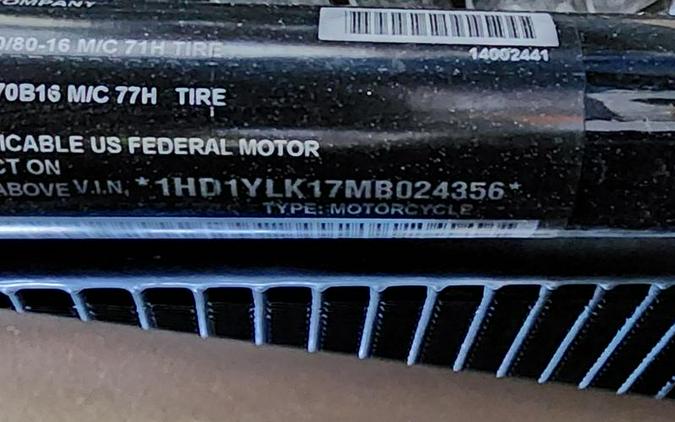 COMPANY
0/80-16 M/C 71H TIRE
14002441
70B16 M/C 77H TIRE
ICABLE US FEDERAL MOTOR
CT ON
ABOVE V.I.N. *1HD1YLK17MB024356*
TYPE: MOTORCYCLE